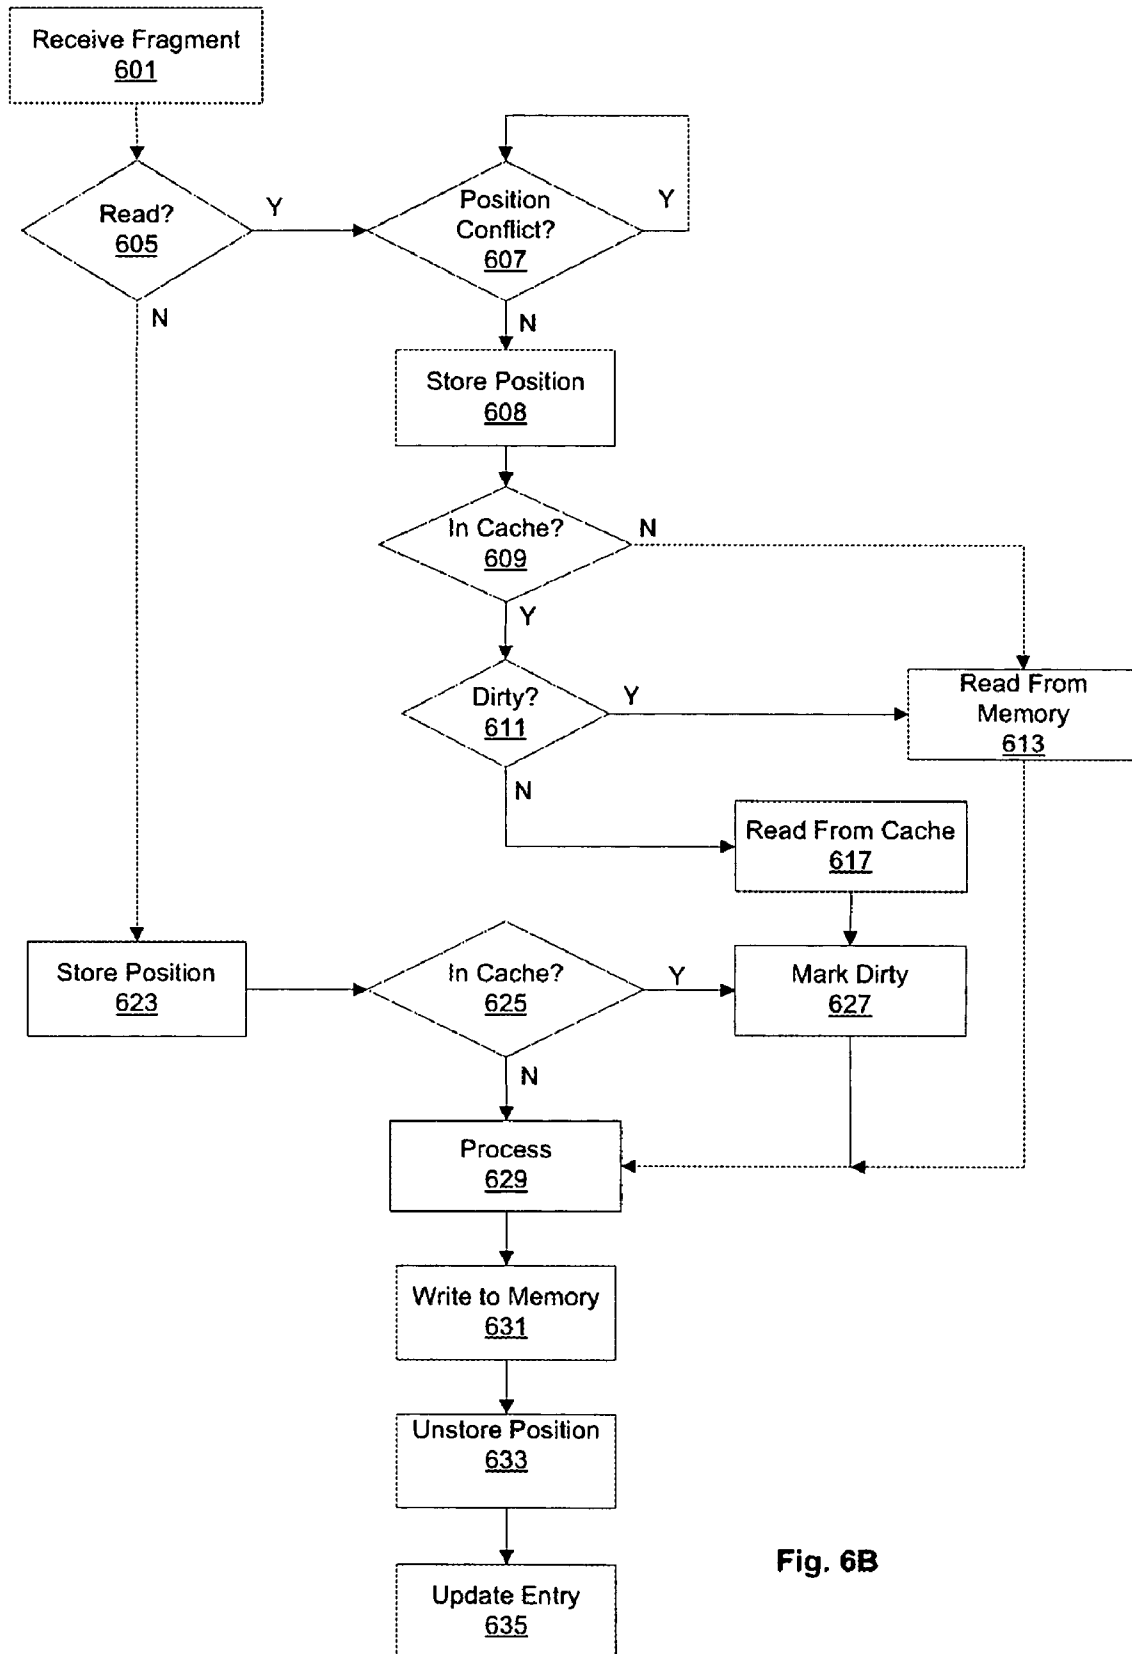 Receive Fragment
601
Read?
605
Y
N
Position
Conflict?
607
Y
N
Store Position
608
In Cache?
609
N
Y
Dirty?
611
Y
N
Read From
Memory
613
Read From Cache
617
Store Position
623
In Cache?
625
Y
N
Mark Dirty
627
Process
629
Write to Memory
631
Unstore Position
633
Update Entry
635
Fig. 6B